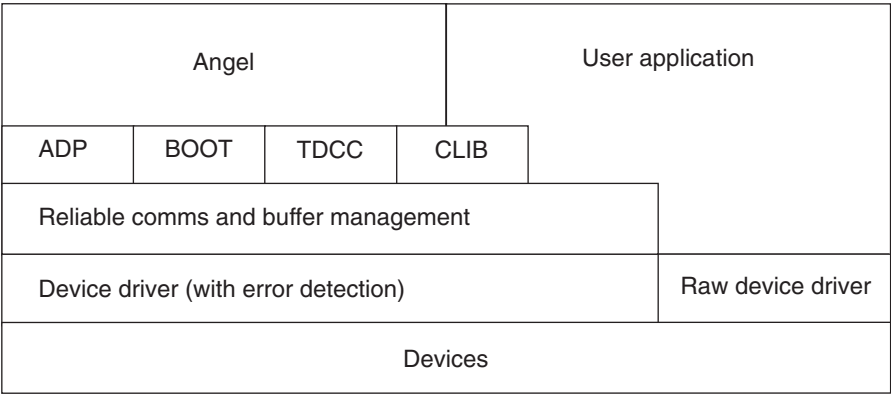 Angel
User application
ADP
BOOT
TDCC
CLIB
Reliable comms and buffer management
Device driver (with error detection)
Raw device driver
Devices